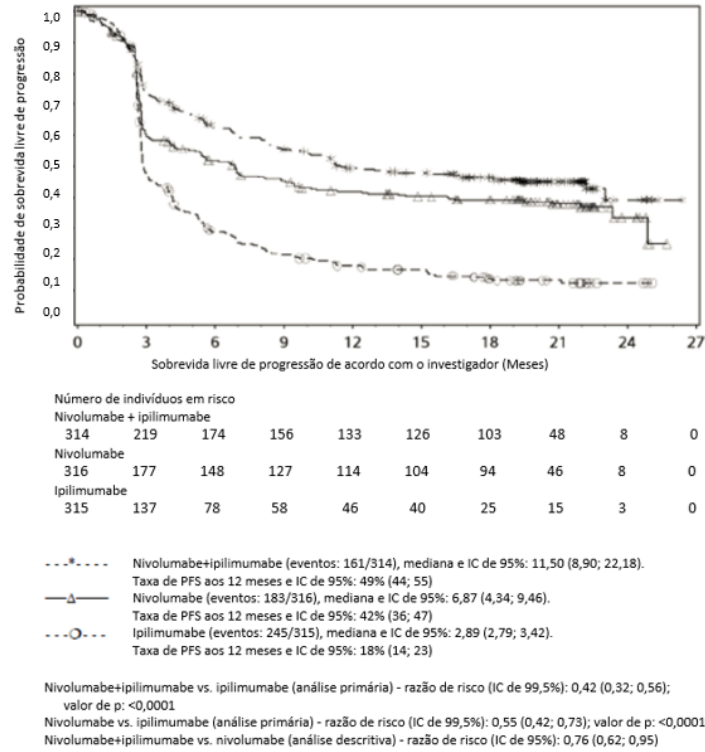 1,0
0,9
0,8
0,7
0,6
0,5
0,4
0,3
0,2
0,1
0,0
Probabilidade de sobrevida livre de progressão
0 3 6 9 12 15 18 21 24 27
Sobrevida livre de progressão de acordo com o investigador (Meses)
Número de indivíduos em risco
Nivolumabe + ipilimumabe
314 219 174 156 133 126 103 48 8 0
Nivolumabe
316 177 148 127 114 104 94 46 8 0
Ipilimumabe
315 137 78 58 46 40 25 15 3 0
Nivolumabe+ipilimumabe (eventos: 161/314), mediana e IC de 95%: 11,50 (8,90; 22,18).
Taxa de PFS aos 12 meses e IC de 95%: 49% (44; 55)
Nivolumabe (eventos: 183/316), mediana e IC de 95%: 6,87 (4,34; 9,46).
Taxa de PFS aos 12 meses e IC de 95%: 42% (36; 47)
Ipilimumabe (eventos: 245/315), mediana e IC de 95%: 2,89 (2,79; 3,42).
Taxa de PFS aos 12 meses e IC de 95%: 18% (14; 23)
Nivolumabe+ipilimumabe vs. ipilimumabe (análise primária) - razão de risco (IC de 99,5%): 0,42 (0,32; 0,56);
valor de p: <0,0001
Nivolumabe vs. ipilimumabe (análise primária) - razão de risco (IC de 99,5%): 0,55 (0,42; 0,73); valor de p: <0,0001
Nivolumabe+ipilimumabe vs. nivolumabe (análise descritiva) - razão de risco (IC de 95%): 0,76 (0,62; 0,95)